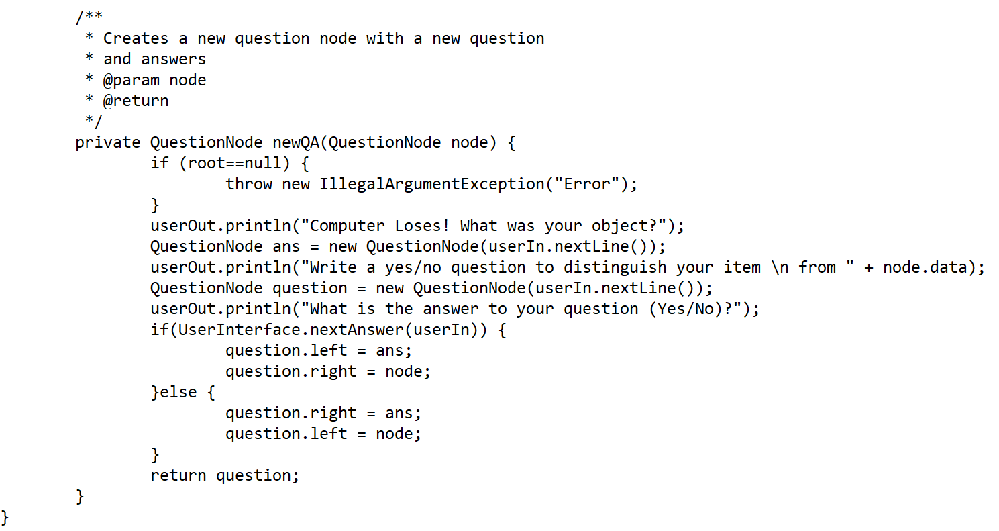 /**
 * Creates a new question node with a new question
 * and answers
 * @param node
 * @return
 */
private QuestionNode newQA(QuestionNode node) {
if (root==null) {
throw new IllegalArgumentException("Error");
}
userOut.println("Computer Loses! What was your object?");
QuestionNode ans = new QuestionNode(userIn.nextLine());
userOut.println("Write a yes/no question to distinguish your item \n from " + node.data);
QuestionNode question = new QuestionNode(userIn.nextLine());
userOut.println("What is the answer to your question (Yes/No)?");
if(UserInterface.nextAnswer(userIn)) {
question.left = ans;
question.right = node;
}else {
question.right = ans;
question.left = node;
}
return question;
}
}